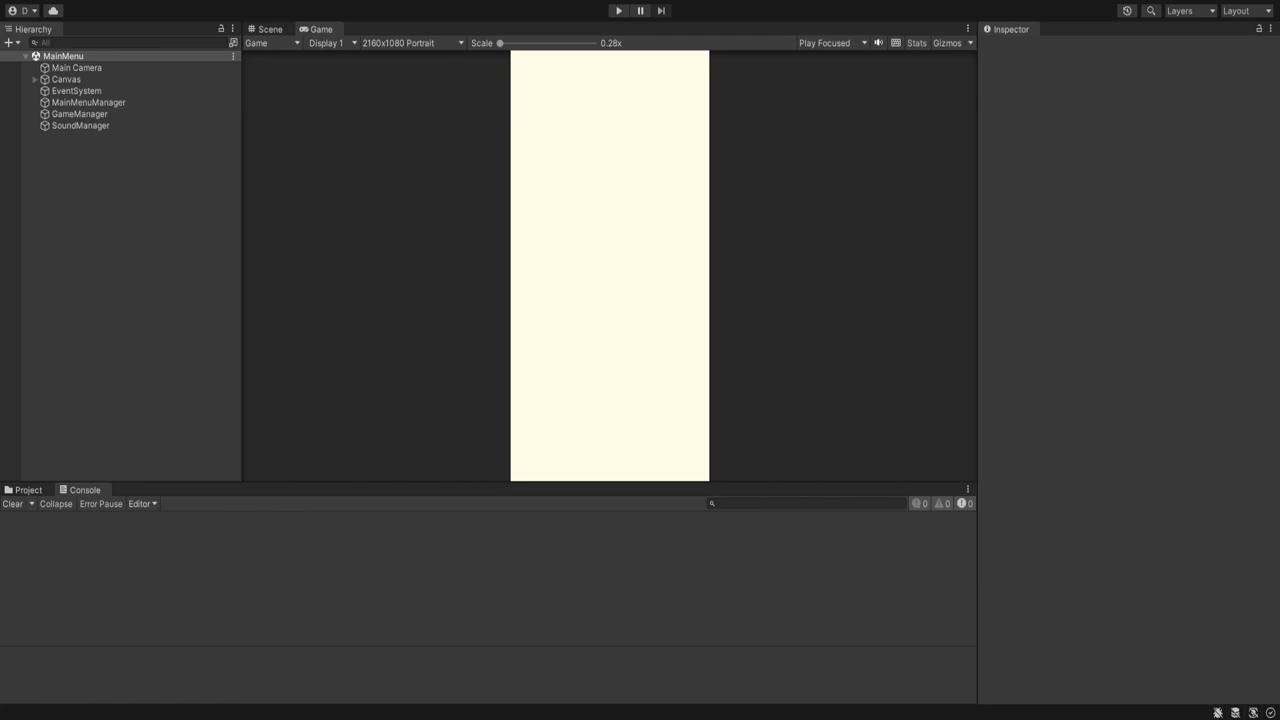 D Layers Layout
Hierarchy Scene Game Inspector
All Game Display 1 2160x1080 Portrait Scale 0.28x Play Focused Stats Gizmos
MainMenu
Main Camera
Canvas
EventSystem
MainMenuManager
GameManager
SoundManager
Project Console
Clear Collapse Error Pause Editor 0 0 0